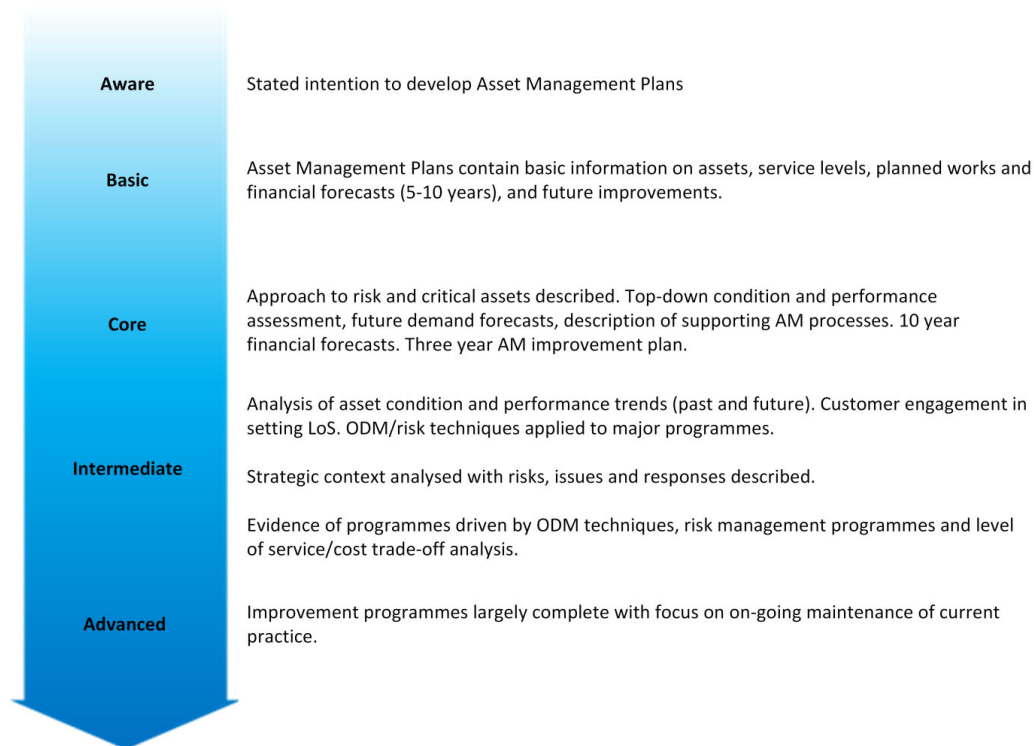 Aware
Stated intention to develop Asset Management Plans
Basic
Asset Management Plans contain basic information on assets, service levels, planned works and
financial forecasts (5-10 years), and future improvements.
Core
Approach to risk and critical assets described. Top-down condition and performance
assessment, future demand forecasts, description of supporting AM processes. 10 year
financial forecasts. Three year AM improvement plan.
Intermediate
Analysis of asset condition and performance trends (past and future). Customer engagement in
setting LoS. ODM/risk techniques applied to major programmes.
Strategic context analysed with risks, issues and responses described.
Evidence of programmes driven by ODM techniques, risk management programmes and level
of service/cost trade-off analysis.
Advanced
Improvement programmes largely complete with focus on on-going maintenance of current
practice.